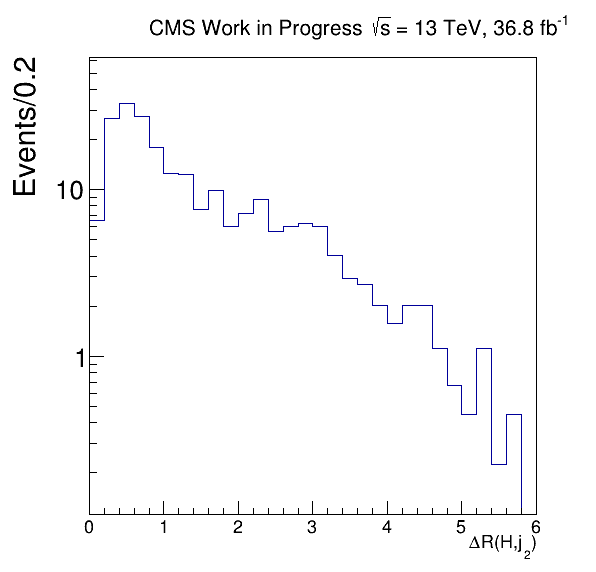 CMS Work in Progress √s = 13 TeV, 36.8 fb⁻¹
Events/0.2
10
1
0 1 2 3 4 5 6
ΔR(H,j₂)